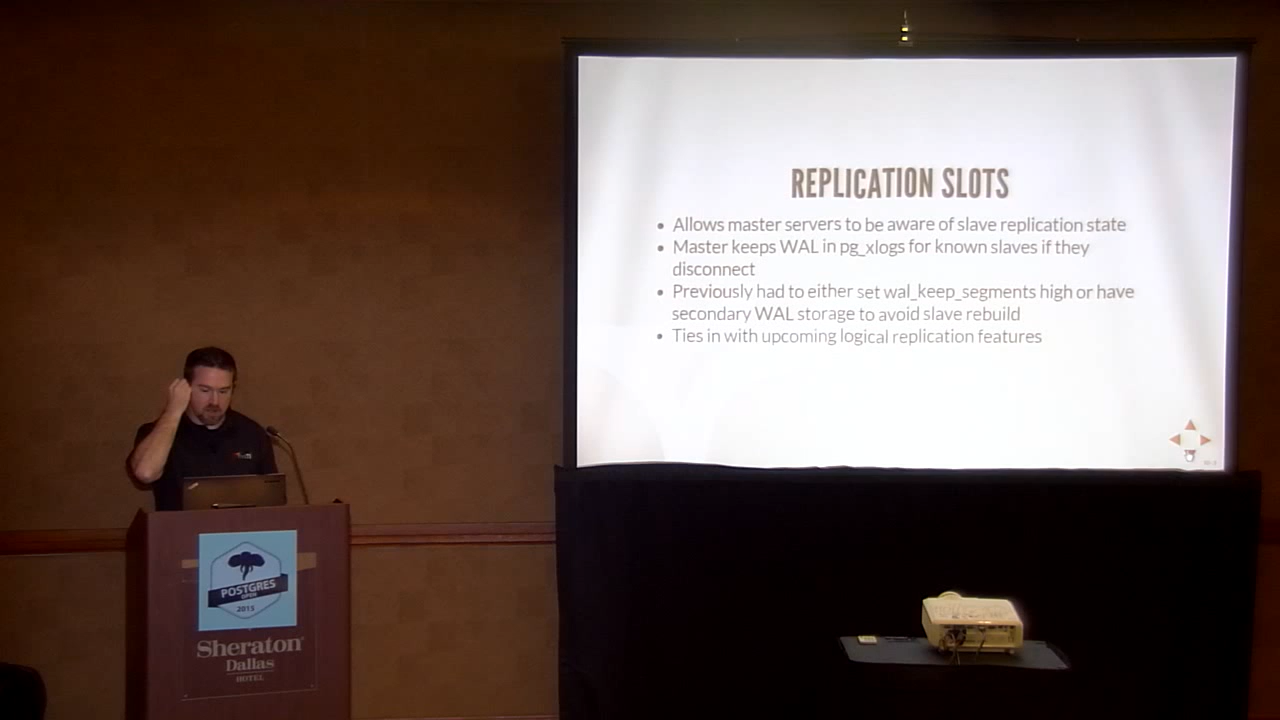 REPLICATION SLOTS
Allows master servers to be aware of slave replication state
Master keeps WAL in pg_xlogs for known slaves if they
disconnect
Previously had to either set wal_keep_segments high or have
secondary WAL storage to avoid slave rebuild
Ties in with upcoming logical replication features
POSTGRES
OPEN
2015
Sheraton
Dallas
HOTEL